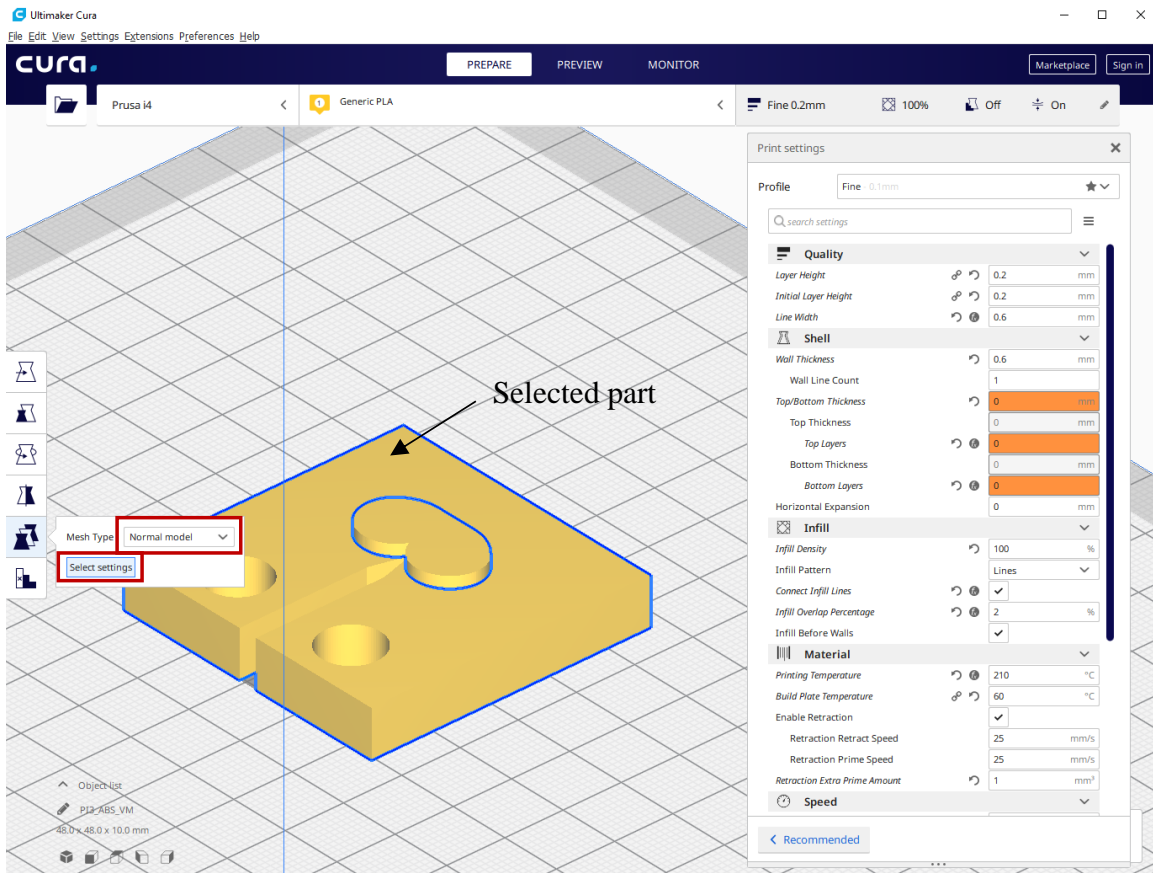 Ultimaker Cura
File Edit View Settings Extensions Preferences Help
cura.
PREPARE PREVIEW MONITOR
Marketplace Sign in
Prusa i4
1 Generic PLA
Fine 0.2mm 100% Off On
Print settings
Profile Fine - 0.1mm
search settings
Quality
Layer Height 0.2 mm
Initial Layer Height 0.2 mm
Line Width 0.6 mm
Shell
Wall Thickness 0.6 mm
Wall Line Count 1
Top/Bottom Thickness 0 mm
Top Thickness 0 mm
Top Layers 0
Bottom Thickness 0 mm
Bottom Layers 0
Horizontal Expansion 0 mm
Infill
Infill Density 100 %
Infill Pattern Lines
Connect Infill Lines
Infill Overlap Percentage 2 %
Infill Before Walls
Material
Printing Temperature 210 °C
Build Plate Temperature 60 °C
Enable Retraction
Retraction Retract Speed 25 mm/s
Retraction Prime Speed 25 mm/s
Retraction Extra Prime Amount 1 mm³
Speed
Recommended
Selected part
Mesh Type Normal model
Select settings
Object list
PI3_ABS_VM
48.0 x 48.0 x 10.0 mm